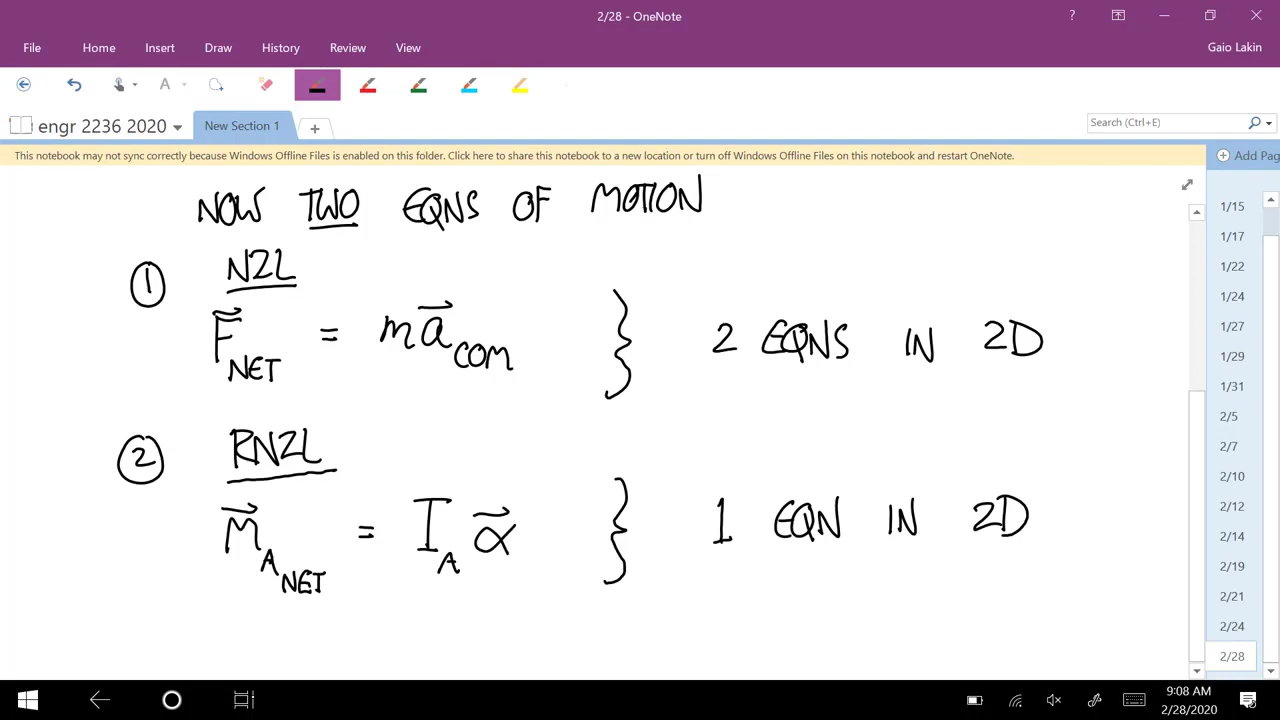 2/28 - OneNote
?
File Home Insert Draw History Review View Gaio Lakin
engr 2236 2020 New Section 1 + Search (Ctrl+E)
This notebook may not sync correctly because Windows Offline Files is enabled on this folder. Click here to share this notebook to a new location or turn off Windows Offline Files on this notebook and restart OneNote.
Add Pag
NOW TWO EQNS OF MOTION
① N2L
F⃗ NET = m a⃗ COM } 2 EQNS IN 2D
② RN2L
M⃗ A NET = I A α⃗ } 1 EQN IN 2D
1/15
1/17
1/22
1/24
1/27
1/29
1/31
2/5
2/7
2/10
2/12
2/14
2/19
2/21
2/24
2/28
9:08 AM
2/28/2020